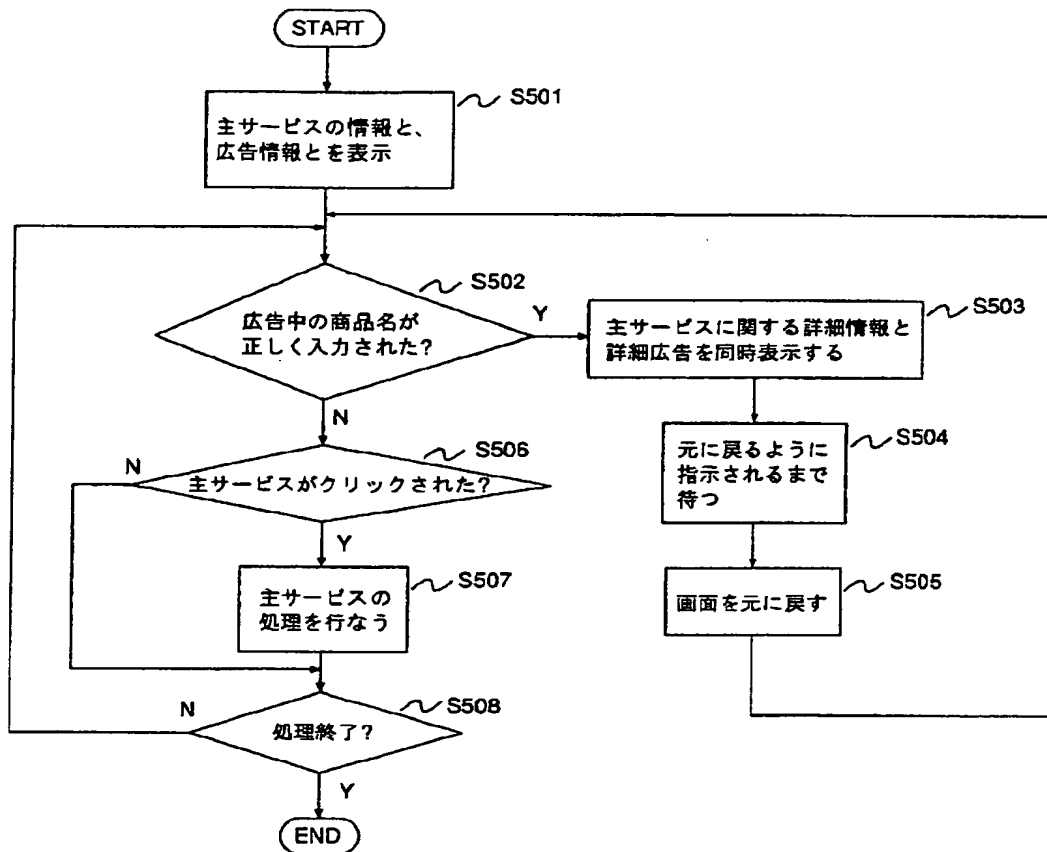 START
S501
主サービスの情報と、
広告情報とを表示
S502
広告中の商品名が
正しく入力された？
Y
S503
主サービスに関する詳細情報と
詳細広告を同時表示する
N
S504
元に戻るように
指示されるまで
待つ
S506
N
主サービスがクリックされた？
Y
S505
画面を元に戻す
S507
主サービスの
処理を行なう
S508
N
処理終了？
Y
END